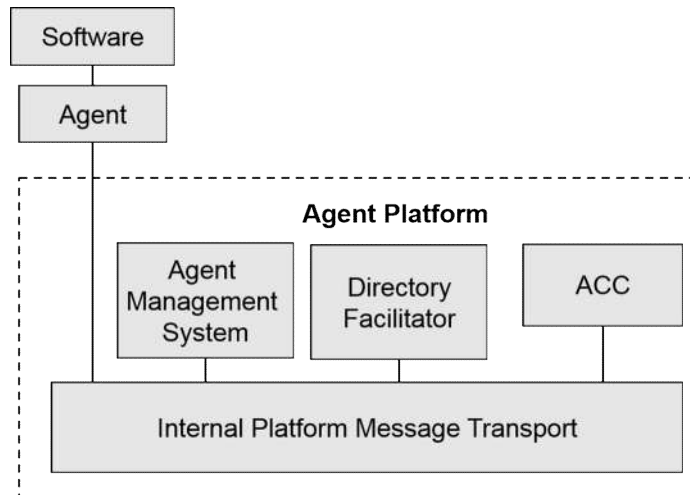 Software
Agent
Agent Platform
Agent
Management
System
Directory
Facilitator
ACC
Internal Platform Message Transport